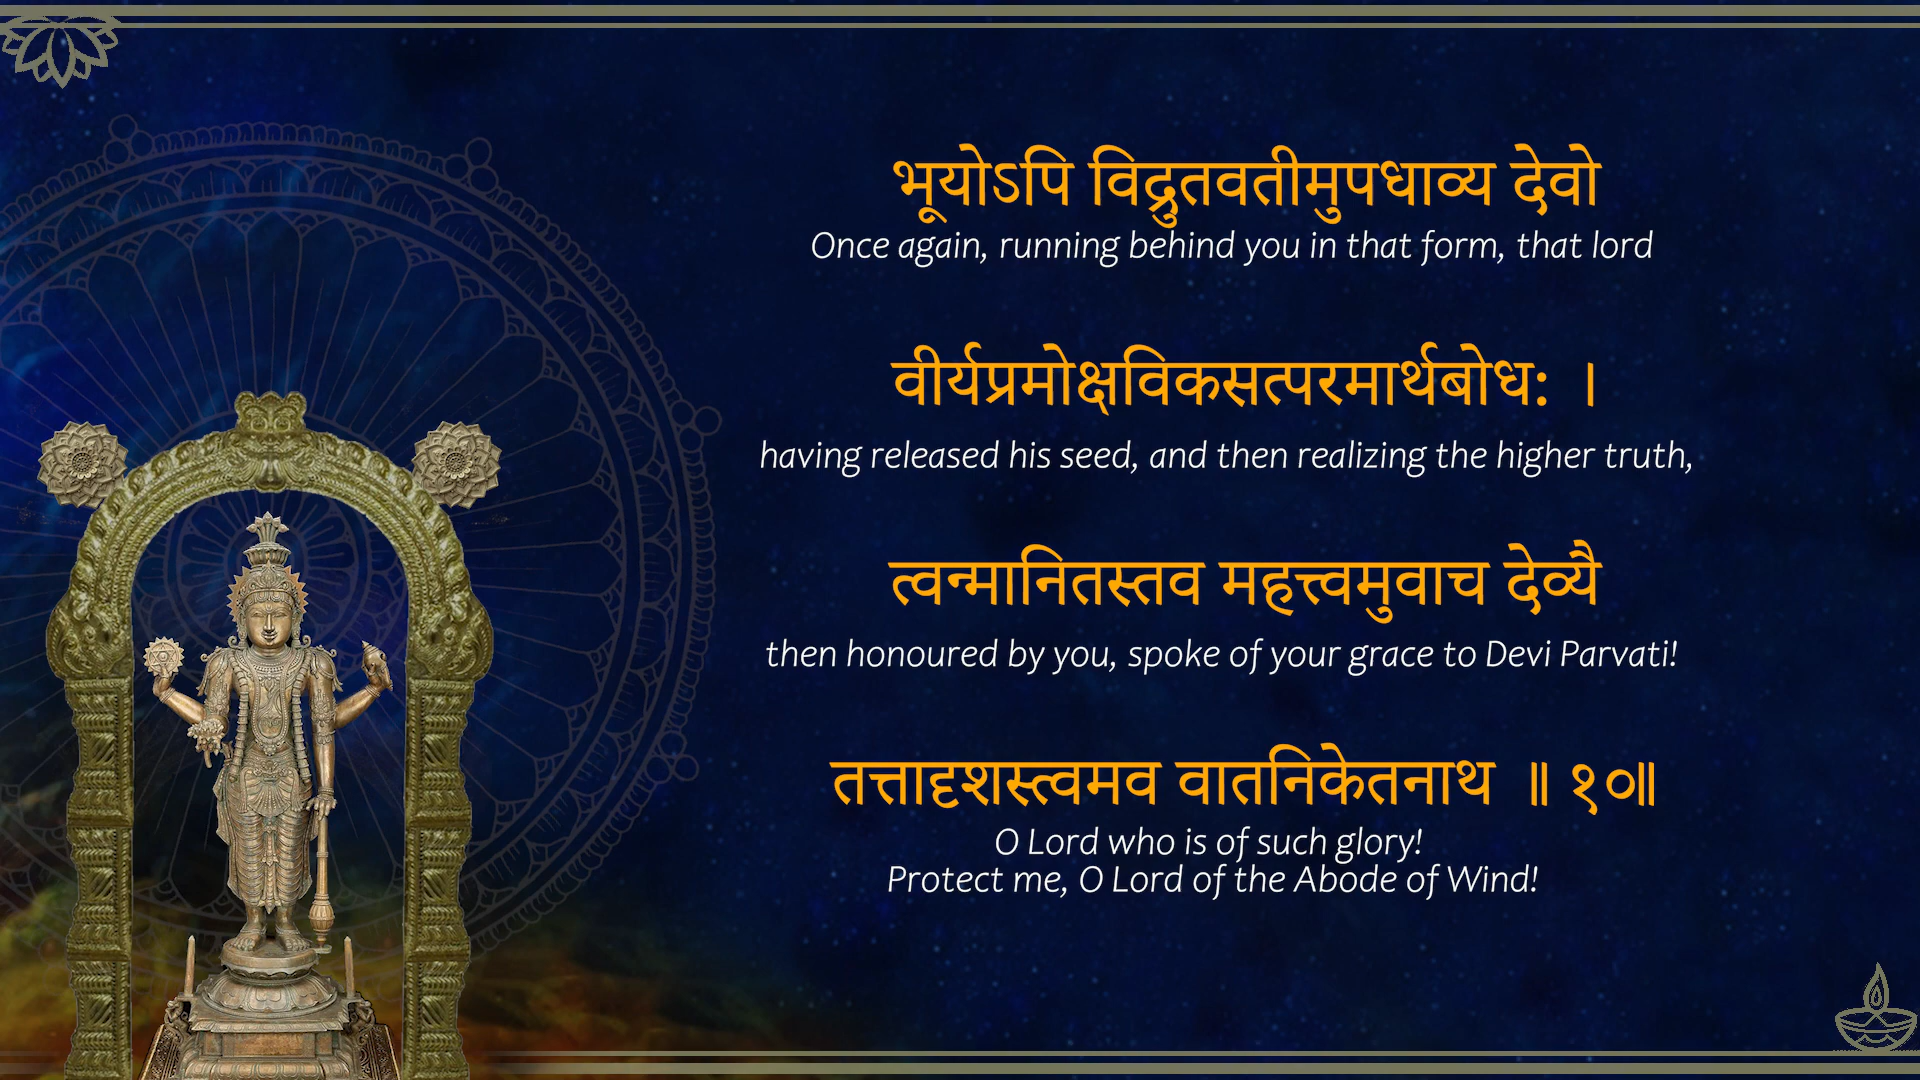 भूयोऽपि विद्रुतवतीमुपधाव्य देवो
Once again, running behind you in that form, that lord
वीर्यप्रमोक्षविकसत्परमार्थबोधः ।
having released his seed, and then realizing the higher truth,
त्वन्मानितस्तव महत्त्वमुवाच देव्यै
then honoured by you, spoke of your grace to Devi Parvati!
तत्तादृशस्त्वमव वातनिकेतनाथ ॥ १०॥
O Lord who is of such glory!
Protect me, O Lord of the Abode of Wind!